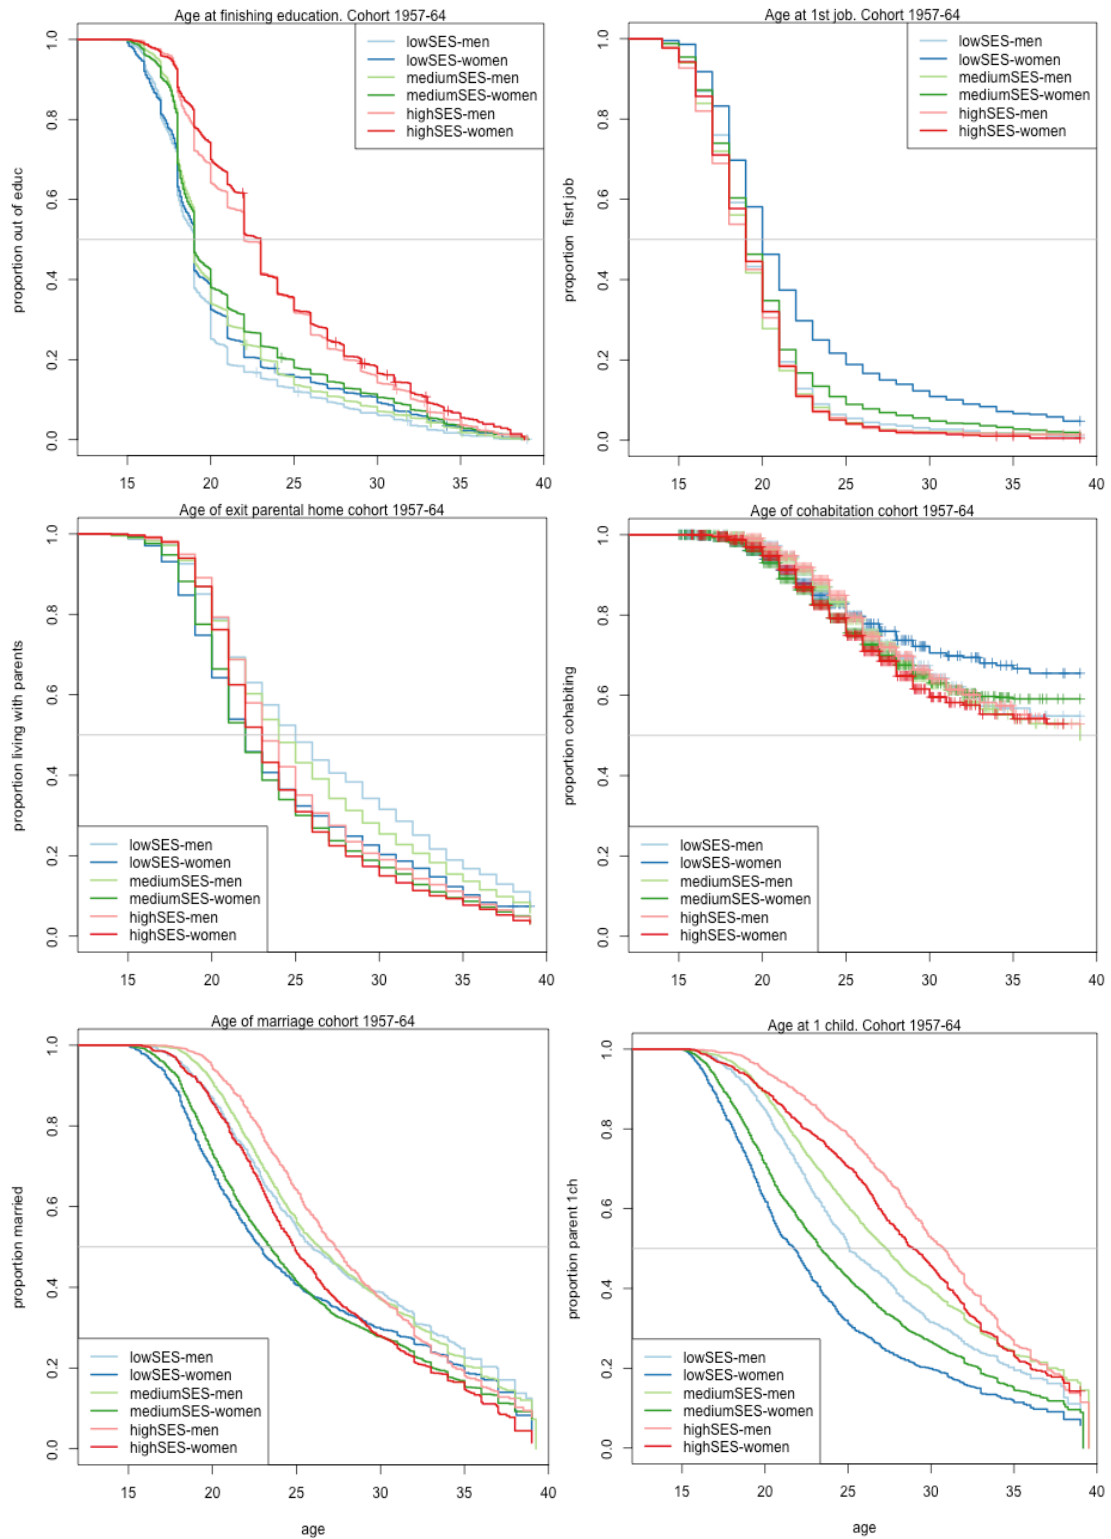 Age at finishing education. Cohort 1957-64
proportion out of educ
0.0 0.2 0.4 0.6 0.8 1.0
lowSES-men
lowSES-women
mediumSES-men
mediumSES-women
highSES-men
highSES-women
15 20 25 30 35 40
Age at 1st job. Cohort 1957-64
proportion fisrt job
0.0 0.2 0.4 0.6 0.8 1.0
lowSES-men
lowSES-women
mediumSES-men
mediumSES-women
highSES-men
highSES-women
15 20 25 30 35 40
Age of exit parental home cohort 1957-64
proportion living with parents
0.0 0.2 0.4 0.6 0.8 1.0
lowSES-men
lowSES-women
mediumSES-men
mediumSES-women
highSES-men
highSES-women
15 20 25 30 35 40
Age of cohabitation cohort 1957-64
proportion cohabiting
0.0 0.2 0.4 0.6 0.8 1.0
lowSES-men
lowSES-women
mediumSES-men
mediumSES-women
highSES-men
highSES-women
15 20 25 30 35 40
Age of marriage cohort 1957-64
proportion married
0.0 0.2 0.4 0.6 0.8 1.0
lowSES-men
lowSES-women
mediumSES-men
mediumSES-women
highSES-men
highSES-women
15 20 25 30 35 40
age
Age at 1 child. Cohort 1957-64
proportion parent 1ch
0.0 0.2 0.4 0.6 0.8 1.0
lowSES-men
lowSES-women
mediumSES-men
mediumSES-women
highSES-men
highSES-women
15 20 25 30 35 40
age